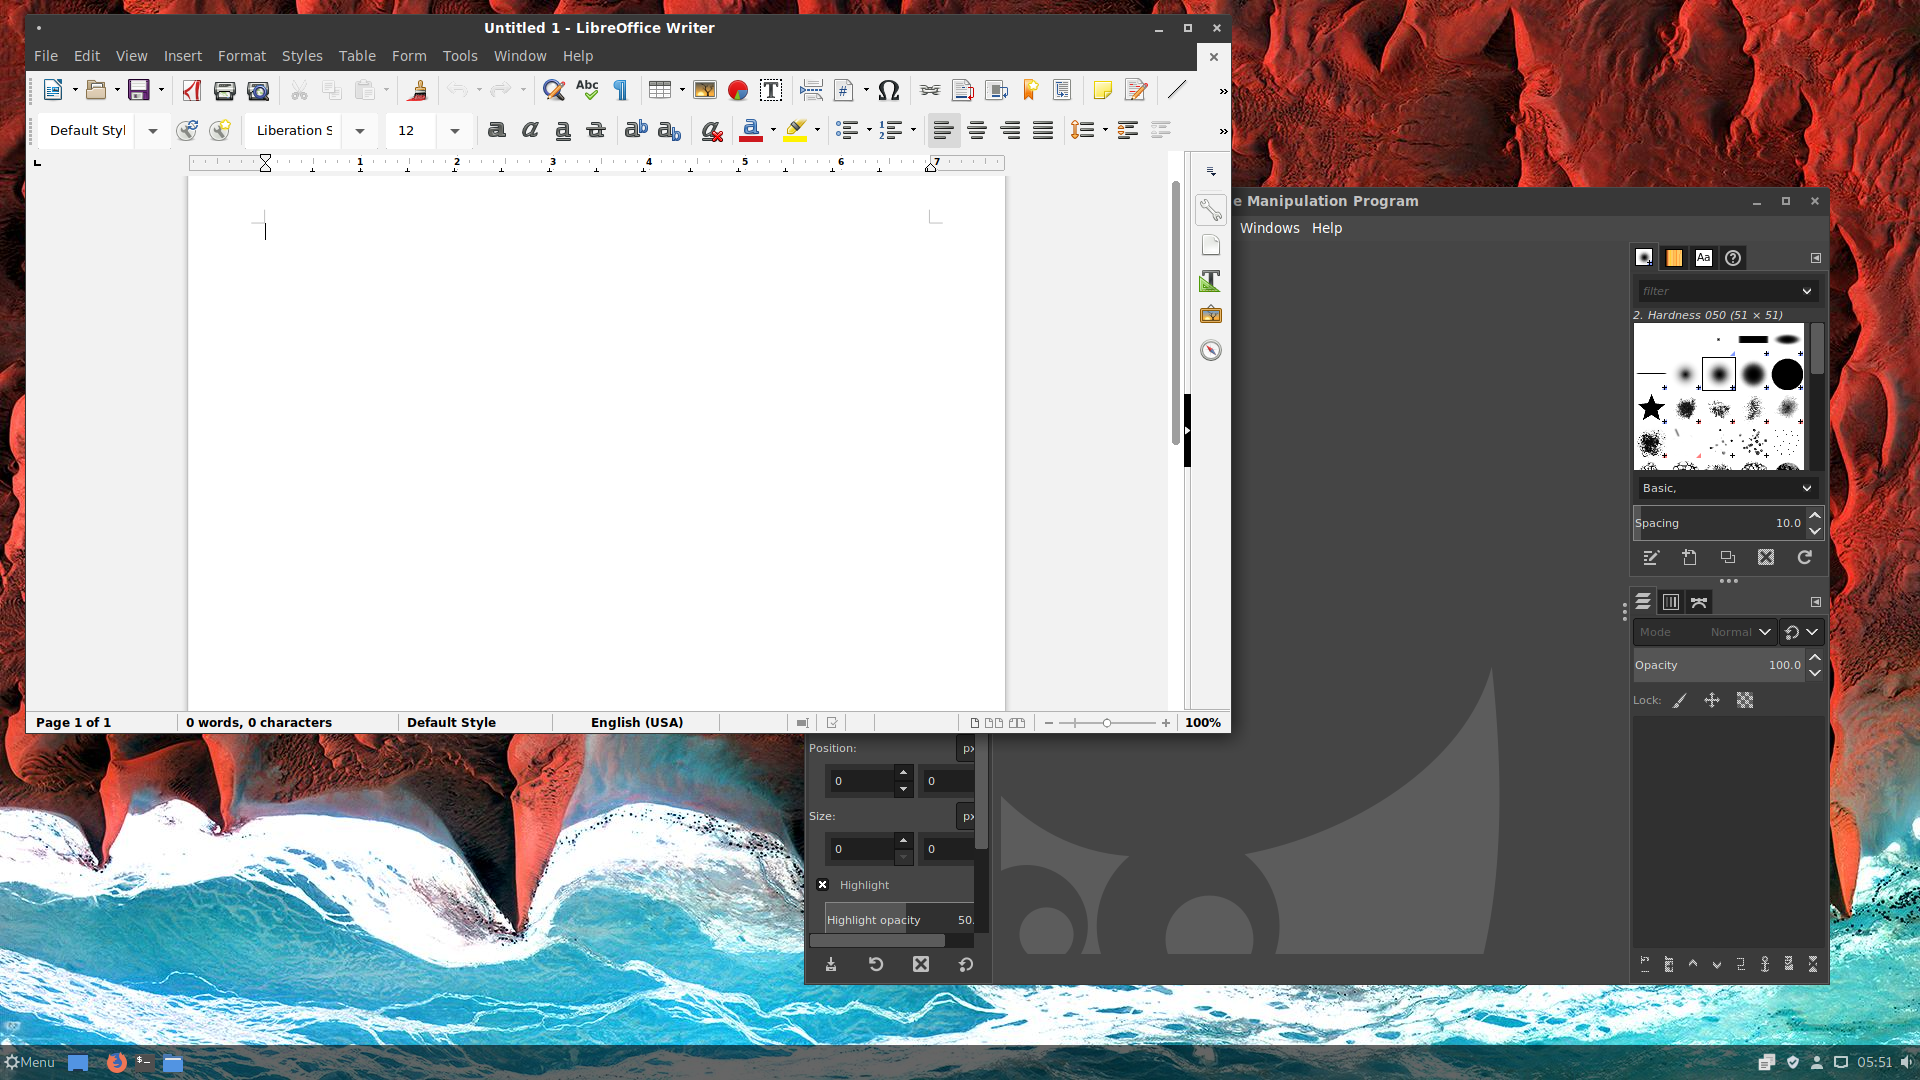 Untitled 1 - LibreOffice Writer
File Edit View Insert Format Styles Table Form Tools Window Help
Abc
Default Styl Liberation S 12
1 2 3 4 5 6 7
Page 1 of 1 0 words, 0 characters Default Style English (USA) 100%
e Manipulation Program
Windows Help
Aa
filter
2. Hardness 050 (51 × 51)
Basic,
Spacing 10.0
Mode Normal
Opacity 100.0
Lock:
Position: px
0 0
Size: px
0 0
Highlight
Highlight opacity 50.
Menu $- 05:51